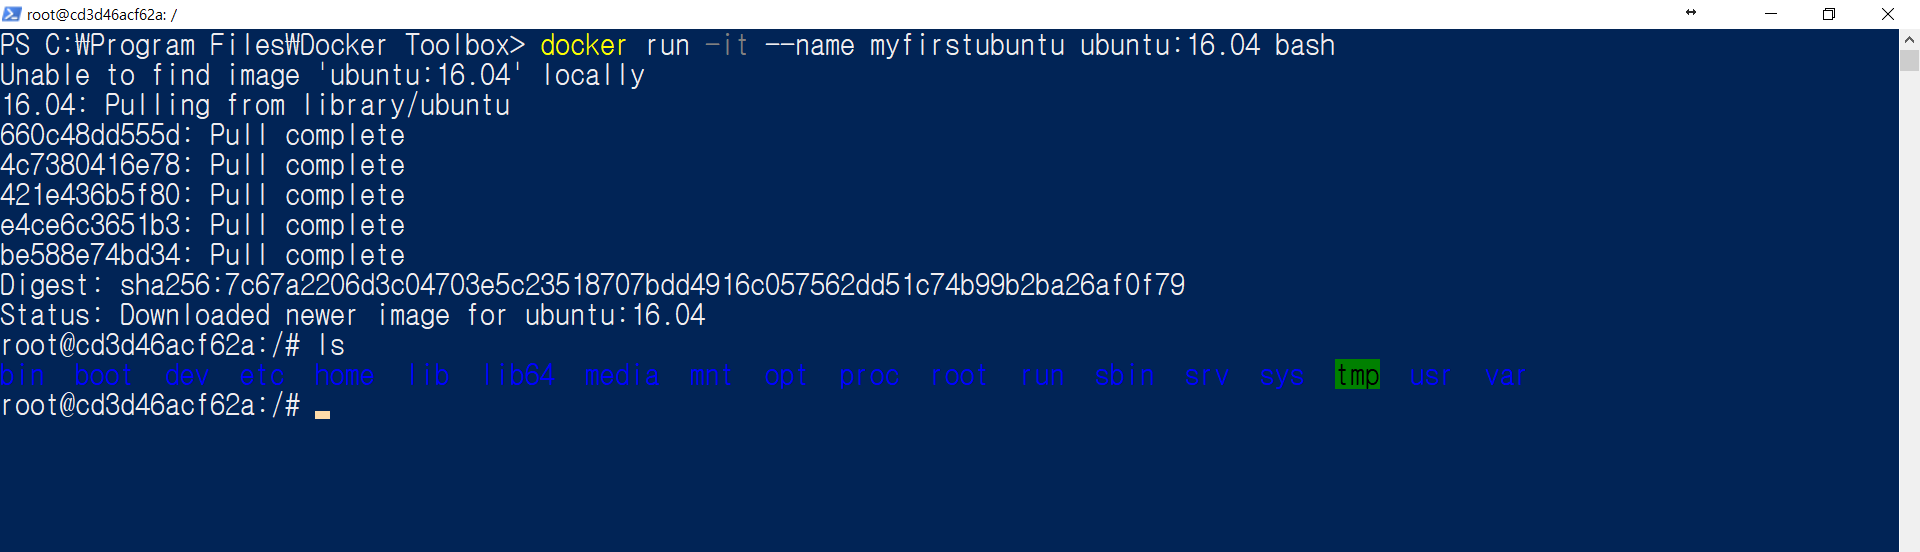 root@cd3d46acf62a: /
PS C:₩Program Files₩Docker Toolbox> docker run -it --name myfirstubuntu ubuntu:16.04 bash
Unable to find image 'ubuntu:16.04' locally
16.04: Pulling from library/ubuntu
660c48dd555d: Pull complete
4c7380416e78: Pull complete
421e436b5f80: Pull complete
e4ce6c3651b3: Pull complete
be588e74bd34: Pull complete
Digest: sha256:7c67a2206d3c04703e5c23518707bdd4916c057562dd51c74b99b2ba26af0f79
Status: Downloaded newer image for ubuntu:16.04
root@cd3d46acf62a:/# ls
bin  boot  dev  etc  home  lib  lib64  media  mnt  opt  proc  root  run  sbin  srv  sys  tmp  usr  var
root@cd3d46acf62a:/#